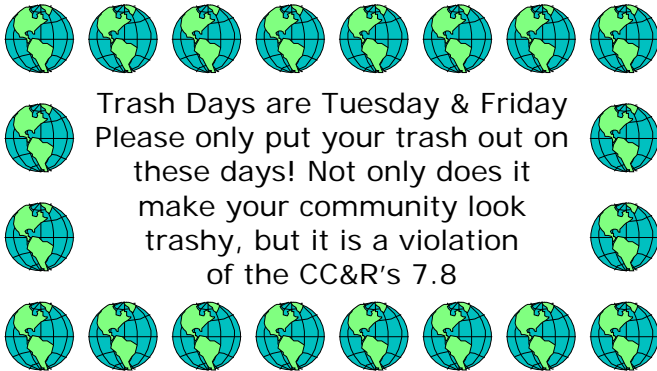 Trash Days are Tuesday & Friday
Please only put your trash out on
these days! Not only does it
make your community look
trashy, but it is a violation
of the CC&R's 7.8